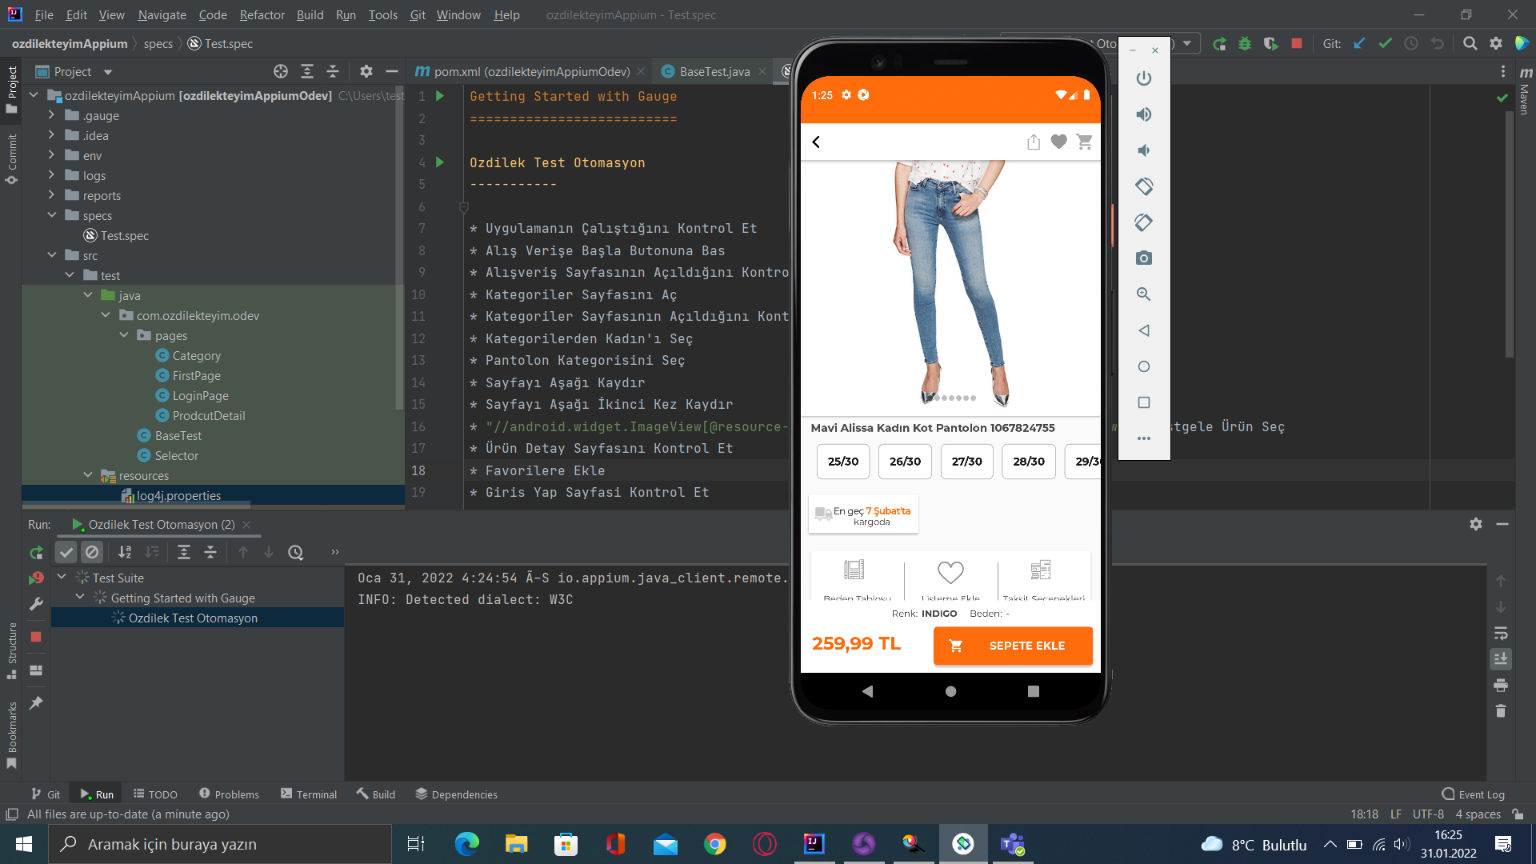 File Edit View Navigate Code Refactor Build Run Tools Git Window Help ozdilekteyimAppium - Test.spec
ozdilekteyimAppium specs Test.spec
Git:
Project
pom.xml (ozdilekteyimAppiumOdev)
BaseTest.java
ozdilekteyimAppium [ozdilekteyimAppiumOdev] C:\Users\test
.gauge
.idea
env
logs
reports
specs
Test.spec
src
test
java
com.ozdilekteyim.odev
pages
Category
FirstPage
LoginPage
ProdcutDetail
BaseTest
Selector
resources
log4j.properties
Project
Commit
Structure
Bookmarks
Maven
1 Getting Started with Gauge
2 ==========================
3
4 Ozdilek Test Otomasyon
5 -----------
6
7 * Uygulamanın Çalıştığını Kontrol Et
8 * Alış Verişe Başla Butonuna Bas
9 * Alışveriş Sayfasının Açıldığını Kontro
10 * Kategoriler Sayfasını Aç
11 * Kategoriler Sayfasının Açıldığını Kont
12 * Kategorilerden Kadın'ı Seç
13 * Pantolon Kategorisini Seç
14 * Sayfayı Aşağı Kaydır
15 * Sayfayı Aşağı İkinci Kez Kaydır
16 * "//android.widget.ImageView[@resource- stgele Ürün Seç
17 * Ürün Detay Sayfasını Kontrol Et
18 * Favorilere Ekle
19 * Giris Yap Sayfasi Kontrol Et
1:25
Mavi Alissa Kadın Kot Pantolon 1067824755
25/30 26/30 27/30 28/30 29/30
En geç 7 Şubat'ta
kargoda
Beden Tablosu Listeme Ekle Taksit Seçenekleri
Renk: INDIGO Beden: -
259,99 TL SEPETE EKLE
Run: Ozdilek Test Otomasyon (2)
Test Suite
Getting Started with Gauge
Ozdilek Test Otomasyon
Oca 31, 2022 4:24:54 Ã-S io.appium.java_client.remote.
INFO: Detected dialect: W3C
Git Run TODO Problems Terminal Build Dependencies Event Log
All files are up-to-date (a minute ago) 18:18 LF UTF-8 4 spaces
Aramak için buraya yazın
8°C Bulutlu
16:25
31.01.2022